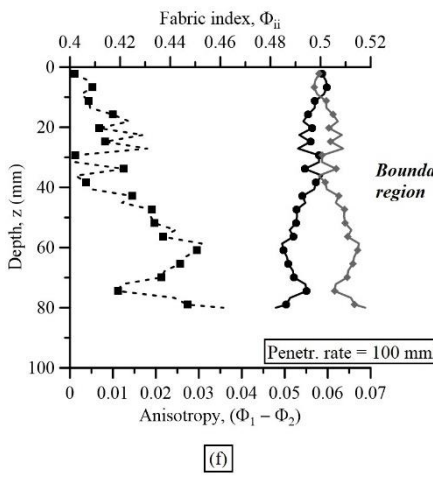 Fabric index, Φii
0.4 0.42 0.44 0.46 0.48 0.5 0.52
0
20
40
60
80
100
Depth, z (mm)
Bounda
region
Penetr. rate = 100 mm
0 0.01 0.02 0.03 0.04 0.05 0.06 0.07
Anisotropy, (Φ1 − Φ2)
(f)